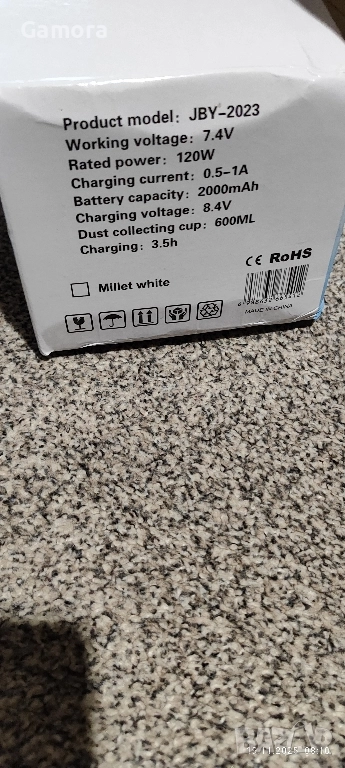 Gamora
Product model: JBY-2023
Working voltage: 7.4V
Rated power: 120W
Charging current: 0.5-1A
Battery capacity: 2000mAh
Charging voltage: 8.4V
Dust collecting cup: 600ML
Charging: 3.5h
CE RoHS
Millet white
MADE IN CHINA